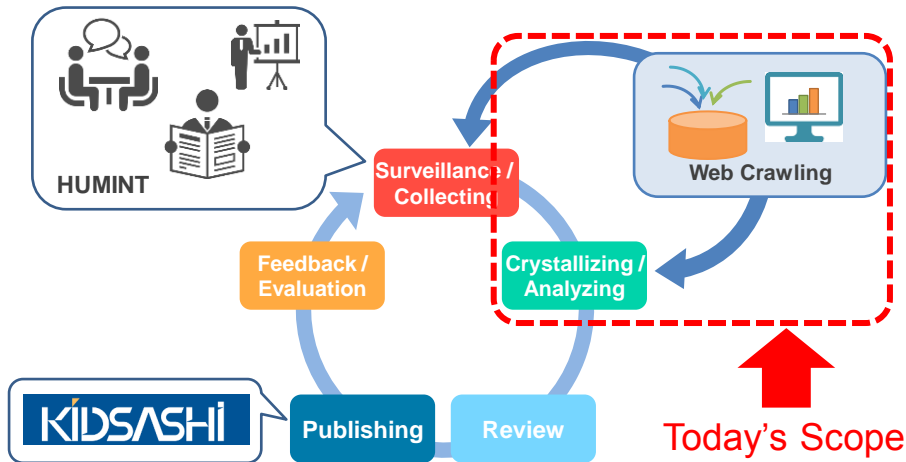 HUMINT
Web Crawling
Surveillance /
Collecting
Feedback /
Evaluation
Crystallizing /
Analyzing
KIDSASHI
Publishing
Review
Today's Scope